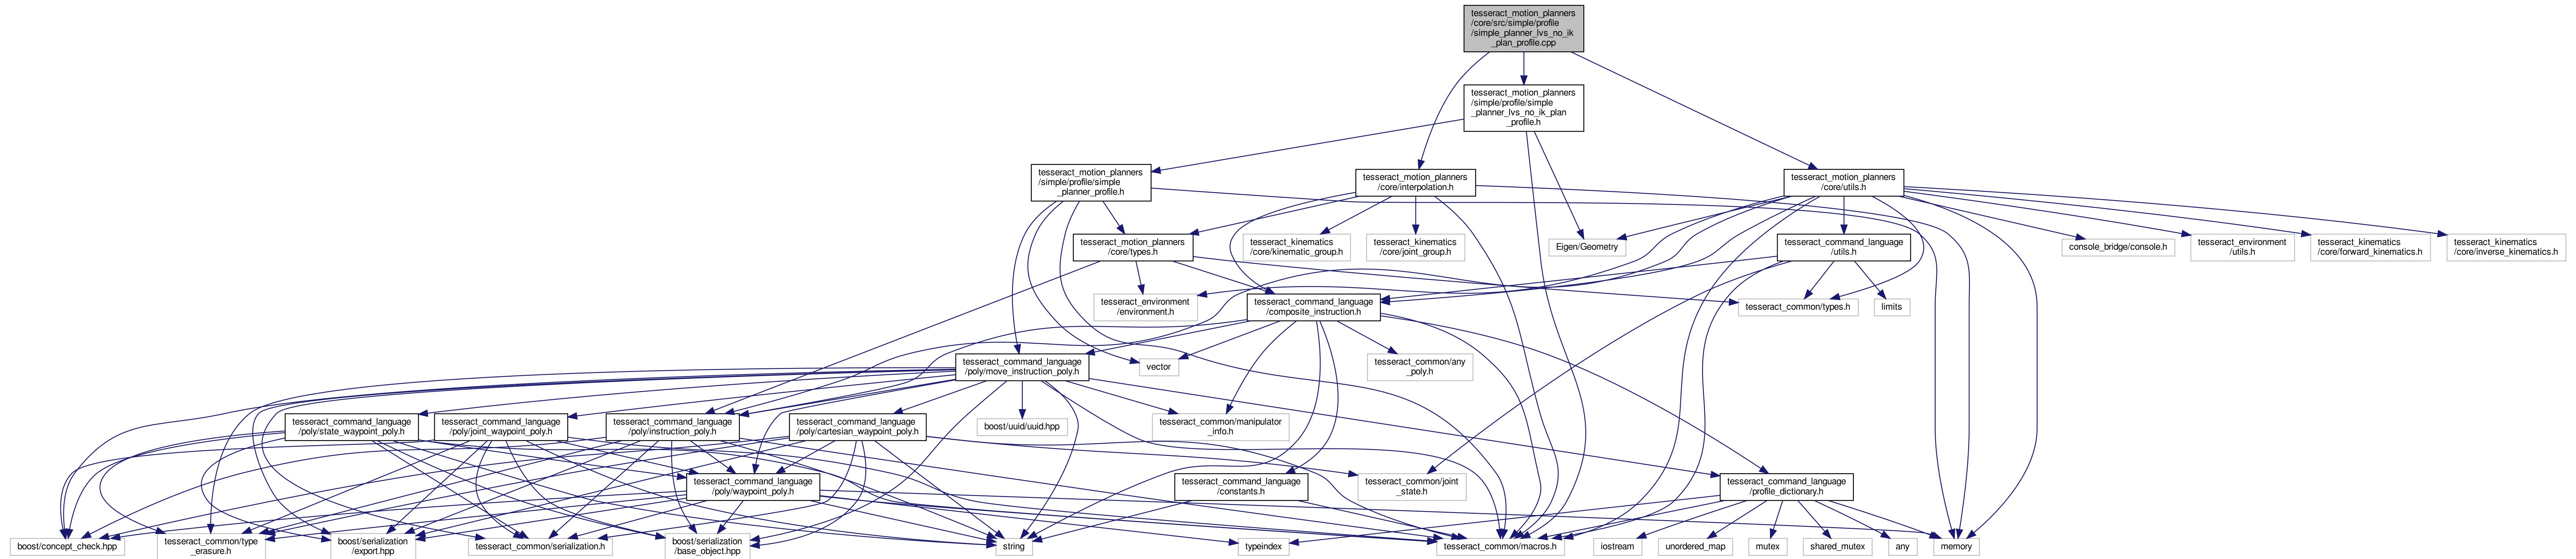 tesseract_motion_planners
/core/src/simple/profile
/simple_planner_lvs_no_ik
_plan_profile.cpp
tesseract_motion_planners
/simple/profile/simple
_planner_lvs_no_ik_plan
_profile.h
tesseract_motion_planners
/simple/profile/simple
_planner_profile.h
tesseract_motion_planners
/core/interpolation.h
tesseract_motion_planners
/core/utils.h
tesseract_motion_planners
/core/types.h
tesseract_kinematics
/core/kinematic_group.h
tesseract_kinematics
/core/joint_group.h
Eigen/Geometry
tesseract_command_language
/utils.h
console_bridge/console.h
tesseract_environment
/utils.h
tesseract_kinematics
/core/forward_kinematics.h
tesseract_kinematics
/core/inverse_kinematics.h
tesseract_environment
/environment.h
tesseract_command_language
/composite_instruction.h
tesseract_common/types.h
limits
tesseract_command_language
/poly/move_instruction_poly.h
vector
tesseract_common/any
_poly.h
tesseract_command_language
/poly/state_waypoint_poly.h
tesseract_command_language
/poly/joint_waypoint_poly.h
tesseract_command_language
/poly/instruction_poly.h
tesseract_command_language
/poly/cartesian_waypoint_poly.h
boost/uuid/uuid.hpp
tesseract_common/manipulator
_info.h
tesseract_command_language
/poly/waypoint_poly.h
tesseract_command_language
/constants.h
tesseract_common/joint
_state.h
tesseract_command_language
/profile_dictionary.h
boost/concept_check.hpp
tesseract_common/type
_erasure.h
boost/serialization
/export.hpp
tesseract_common/serialization.h
boost/serialization
/base_object.hpp
string
typeindex
tesseract_common/macros.h
iostream
unordered_map
mutex
shared_mutex
any
memory